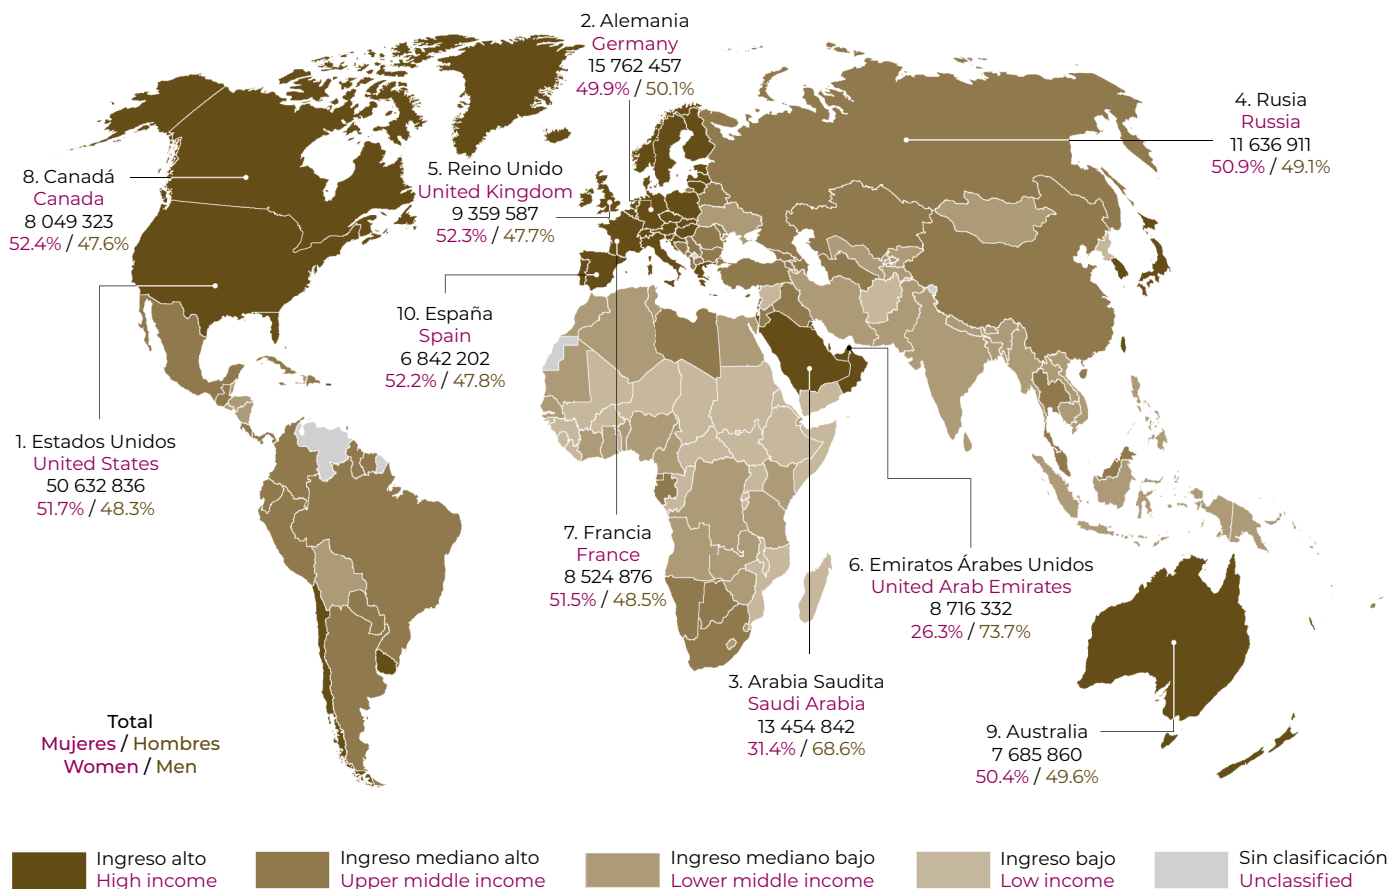 2. Alemania
Germany
15 762 457
49.9% / 50.1%
4. Rusia
Russia
11 636 911
50.9% / 49.1%
8. Canadá
Canada
8 049 323
52.4% / 47.6%
5. Reino Unido
United Kingdom
9 359 587
52.3% / 47.7%
10. España
Spain
6 842 202
52.2% / 47.8%
1. Estados Unidos
United States
50 632 836
51.7% / 48.3%
7. Francia
France
8 524 876
51.5% / 48.5%
6. Emiratos Árabes Unidos
United Arab Emirates
8 716 332
26.3% / 73.7%
3. Arabia Saudita
Saudi Arabia
13 454 842
31.4% / 68.6%
9. Australia
7 685 860
50.4% / 49.6%
Total
Mujeres / Hombres
Women / Men
Ingreso alto
High income
Ingreso mediano alto
Upper middle income
Ingreso mediano bajo
Lower middle income
Ingreso bajo
Low income
Sin clasificación
Unclassified